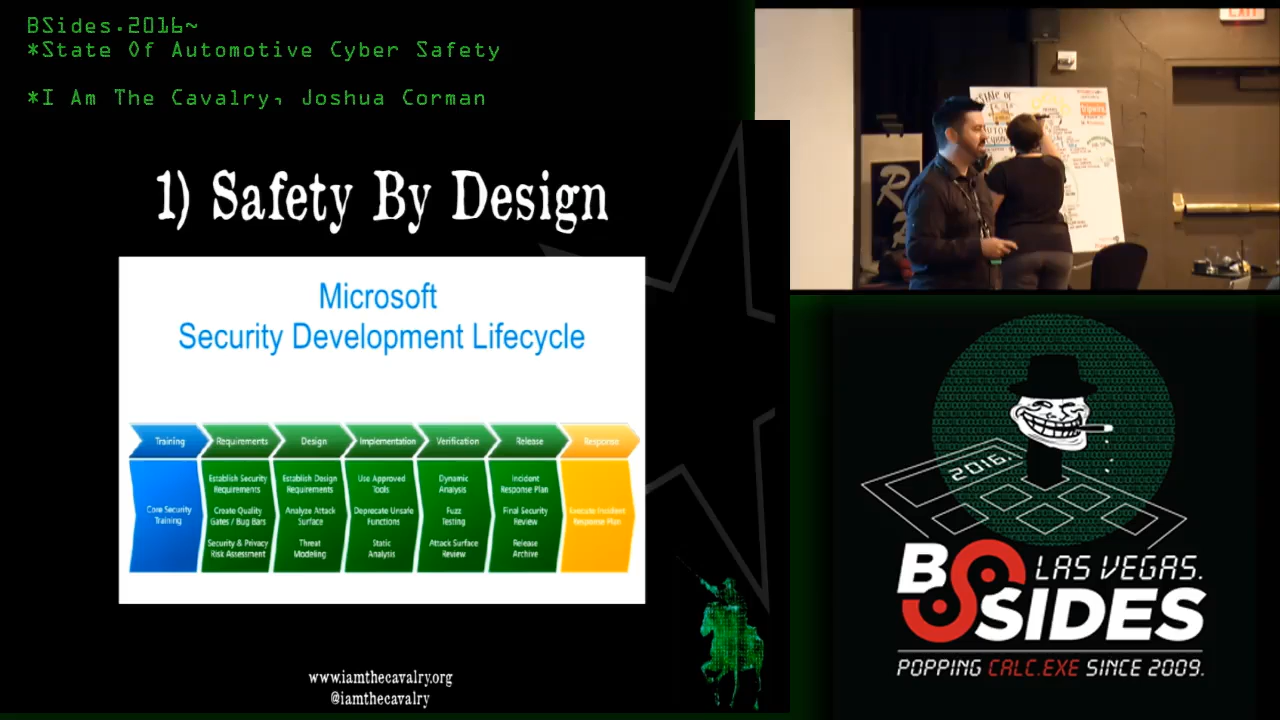 BSides.2016~
*State Of Automotive Cyber Safety
*I Am The Cavalry, Joshua Corman
EXIT
1) Safety By Design
Microsoft
Security Development Lifecycle
Training
Requirements
Design
Implementation
Verification
Release
Response
Core Security
Training
Establish Security
Requirements
Create Quality
Gates / Bug Bars
Security & Privacy
Risk Assessment
Establish Design
Requirements
Analyze Attack
Surface
Threat
Modeling
Use Approved
Tools
Deprecate Unsafe
Functions
Static
Analysis
Dynamic
Analysis
Fuzz
Testing
Attack Surface
Review
Incident
Response Plan
Final Security
Review
Release
Archive
Execute Incident
Response Plan
www.iamthecavalry.org
@iamthecavalry
2016.
BSIDES
LAS VEGAS.
POPPING CALC.EXE SINCE 2009.